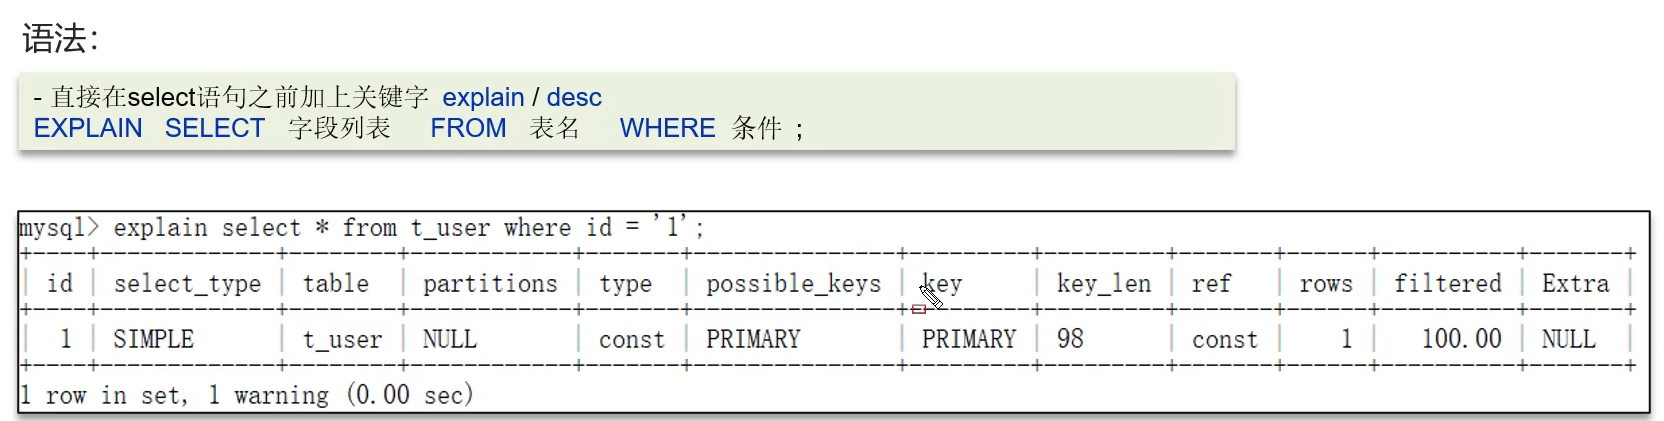 语法：
- 直接在select语句之前加上关键字 explain / desc
EXPLAIN SELECT 字段列表 FROM 表名 WHERE 条件 ;
mysql> explain select * from t_user where id = '1';
+----+-------------+--------+------------+-------+---------------+---------+---------+-------+------+----------+-------+
| id | select_type | table | partitions | type | possible_keys | key | key_len | ref | rows | filtered | Extra |
+----+-------------+--------+------------+-------+---------------+---------+---------+-------+------+----------+-------+
| 1 | SIMPLE | t_user | NULL | const | PRIMARY | PRIMARY | 98 | const | 1 | 100.00 | NULL |
+----+-------------+--------+------------+-------+---------------+---------+---------+-------+------+----------+-------+
1 row in set, 1 warning (0.00 sec)